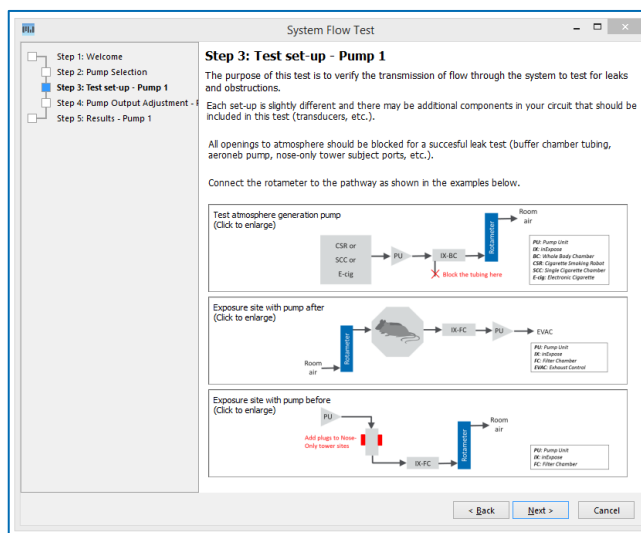 System Flow Test
Step 1: Welcome
Step 2: Pump Selection
Step 3: Test set-up - Pump 1
Step 4: Pump Output Adjustment - P
Step 5: Results - Pump 1
Step 3: Test set-up - Pump 1
The purpose of this test is to verify the transmission of flow through the system to test for leaks
and obstructions.
Each set-up is slightly different and there may be additional components in your circuit that should be
included in this test (transducers, etc.).
All openings to atmosphere should be blocked for a succesful leak test (buffer chamber tubing,
aeroneb pump, nose-only tower subject ports, etc.).
Connect the rotameter to the pathway as shown in the examples below.
Test atmosphere generation pump
(Click to enlarge)
CSR or
SCC or
E-cig
PU
IX-BC
Block the tubing here
Rotameter
Room
air
PU: Pump Unit
IX: InExpose
BC: Whole Body Chamber
CSR: Cigarette Smoking Robot
SCC: Single Cigarette Chamber
E-cig: Electronic Cigarette
Exposure site with pump after
(Click to enlarge)
Room
air
Rotameter
IX-FC
PU
EVAC
PU: Pump Unit
IX: InExpose
FC: Filter Chamber
EVAC: Exhaust Control
Exposure site with pump before
(Click to enlarge)
PU
Add plugs to Nose-
Only tower sites
IX-FC
Rotameter
Room
air
PU: Pump Unit
IX: InExpose
FC: Filter Chamber
< Back
Next >
Cancel